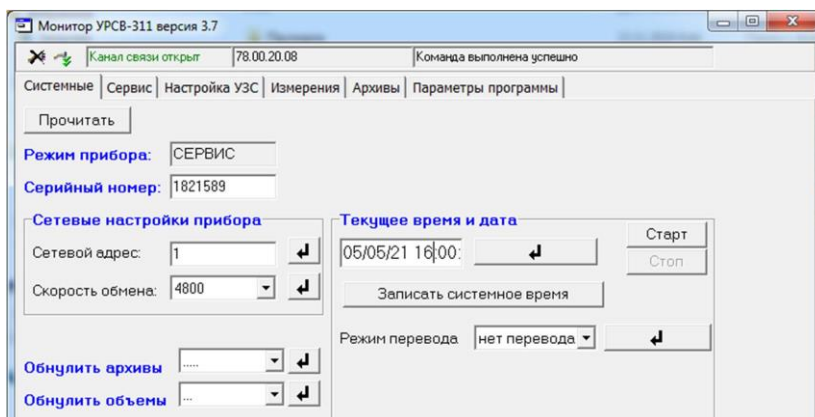 Монитор УРСВ-311 версия 3.7
Канал связи открыт 78.00.20.08 Команда выполнена успешно
Системные Сервис Настройка УЗС Измерения Архивы Параметры программы
Прочитать
Режим прибора: СЕРВИС
Серийный номер: 1821589
Сетевые настройки прибора
Сетевой адрес: 1
Скорость обмена: 4800
Текущее время и дата
05/05/21 16:00:
Старт
Стоп
Записать системное время
Режим перевода нет перевода
Обнулить архивы .....
Обнулить объемы ...